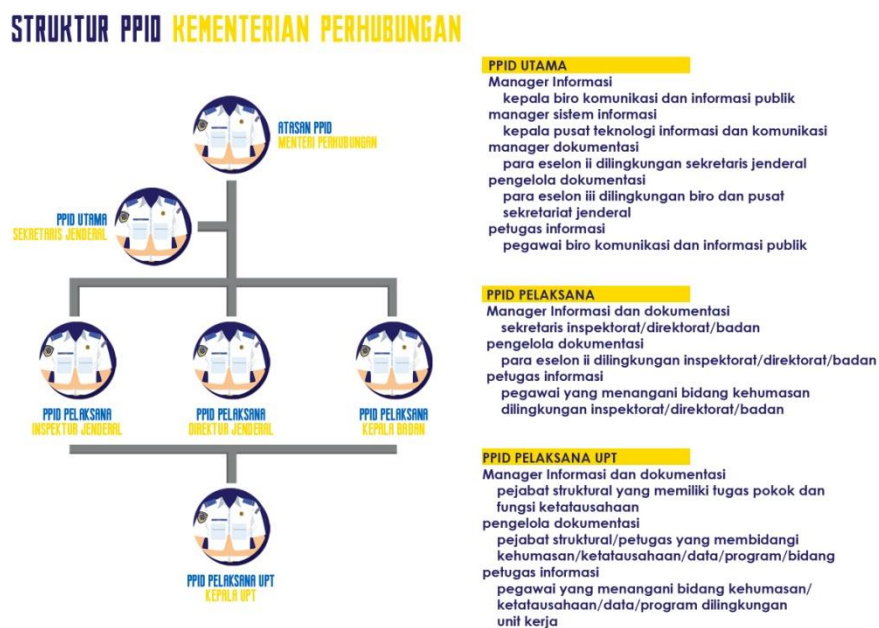 STRUKTUR PPID KEMENTERIAN PERHUBUNGAN
ATASAN PPID
MENTERI PERHUBUNGAN
PPID UTAMA
SEKRETARIS JENDERAL
PPID PELAKSANA
INSPEKTUR JENDERAL
PPID PELAKSANA
DIREKTUR JENDERAL
PPID PELAKSANA
KEPALA BADAN
PPID PELAKSANA UPT
KEPALA UPT
PPID UTAMA
Manager Informasi
kepala biro komunikasi dan informasi publik
manager sistem informasi
kepala pusat teknologi informasi dan komunikasi
manager dokumentasi
para eselon ii dilingkungan sekretaris jenderal
pengelola dokumentasi
para eselon iii dilingkungan biro dan pusat
sekretariat jenderal
petugas informasi
pegawai biro komunikasi dan informasi publik
PPID PELAKSANA
Manager Informasi dan dokumentasi
sekretaris inspektorat/direktorat/badan
pengelola dokumentasi
para eselon ii dilingkungan inspektorat/direktorat/badan
petugas informasi
pegawai yang menangani bidang kehumasan
dilingkungan inspektorat/direktorat/badan
PPID PELAKSANA UPT
Manager Informasi dan dokumentasi
pejabat struktural yang memiliki tugas pokok dan
fungsi ketatausahaan
pengelola dokumentasi
pejabat struktural/petugas yang membidangi
kehumasan/ketatausahaan/data/program/bidang
petugas informasi
pegawai yang menangani bidang kehumasan/
ketatausahaan/data/program dilingkungan
unit kerja